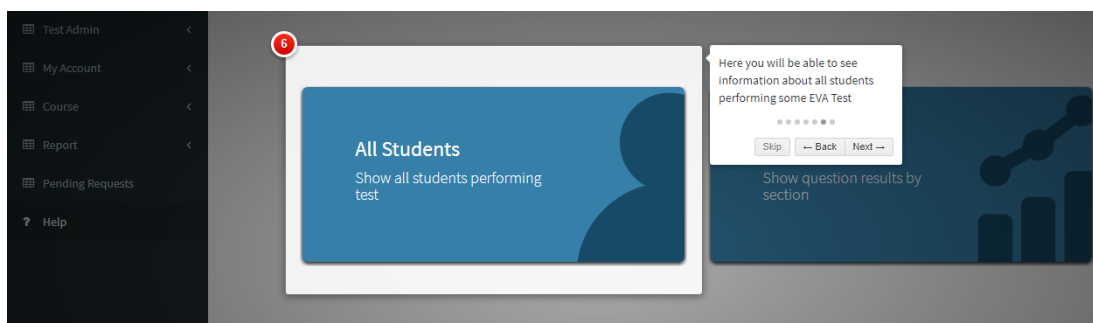 Test Admin
My Account
Course
Report
Pending Requests
? Help
6
All Students
Show all students performing
test
Here you will be able to see
information about all students
performing some EVA Test
Skip
← Back
Next →
Show question results by
section